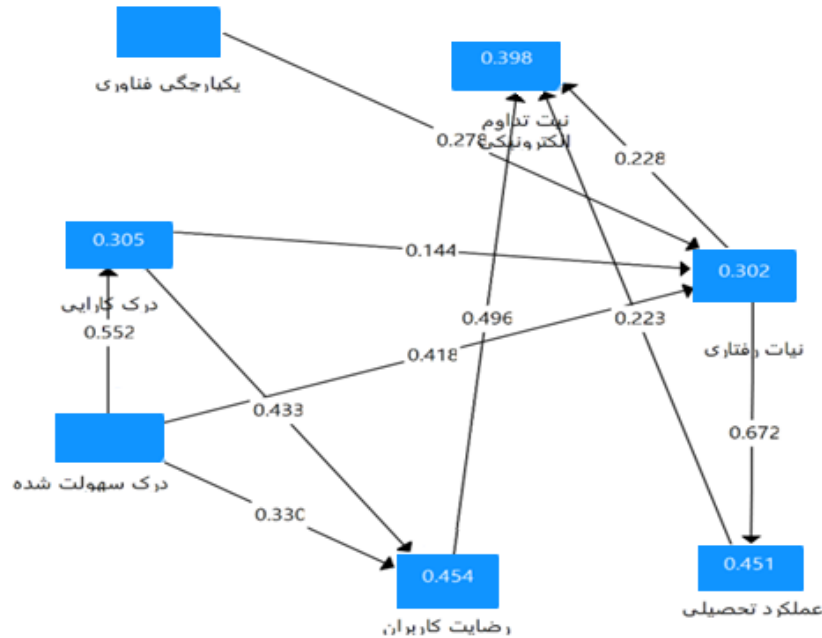 0.398
یکپارچگی فناوری
نیت تداوم
الکترونیکی
0.278
0.228
0.305
0.144
0.302
درک کارایی
0.552
0.496
0.223
نیات رفتاری
0.418
0.433
0.672
درک سهولت شده
0.330
0.454
0.451
رضایت کاربران
عملکرد تحصیلی